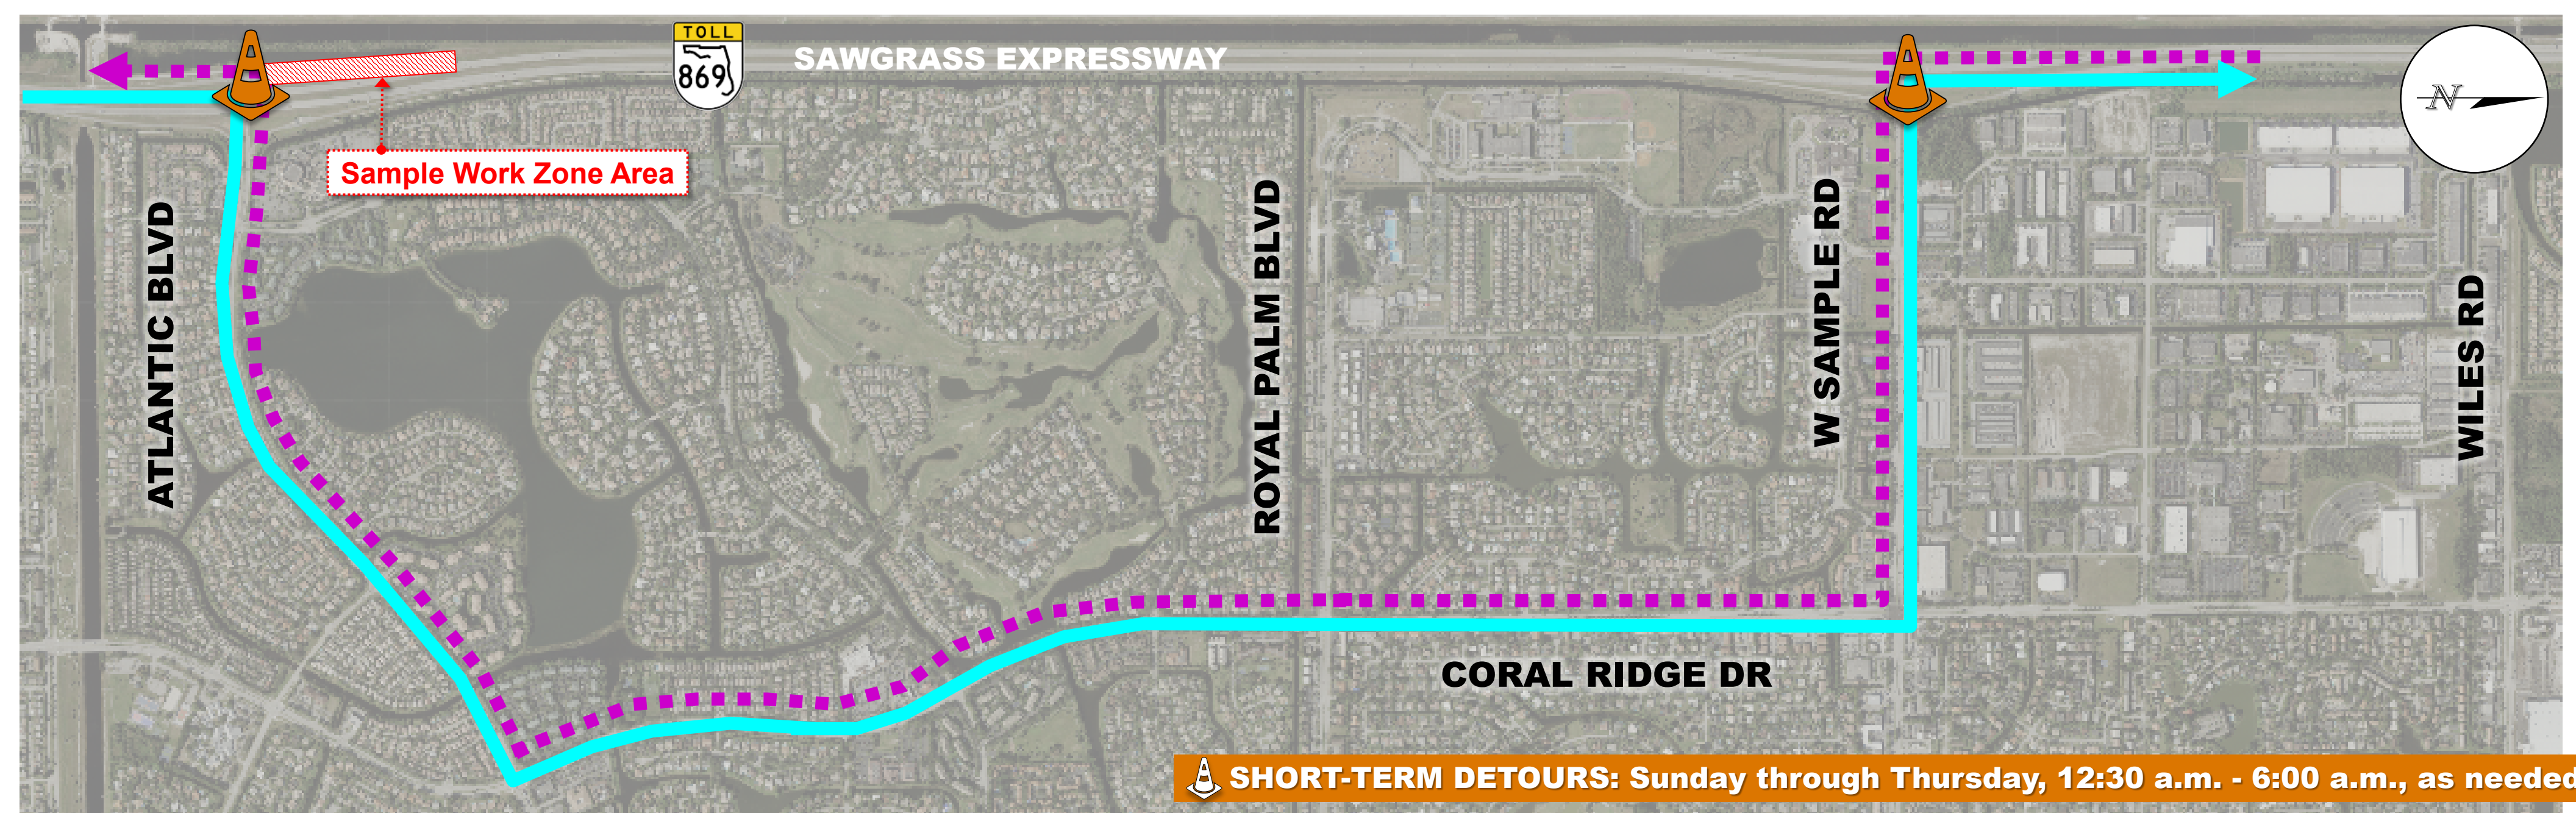 TOLL
869
SAWGRASS EXPRESSWAY
N
Sample Work Zone Area
ATLANTIC BLVD
ROYAL PALM BLVD
W SAMPLE RD
WILES RD
CORAL RIDGE DR
SHORT-TERM DETOURS: Sunday through Thursday, 12:30 a.m. - 6:00 a.m., as needed